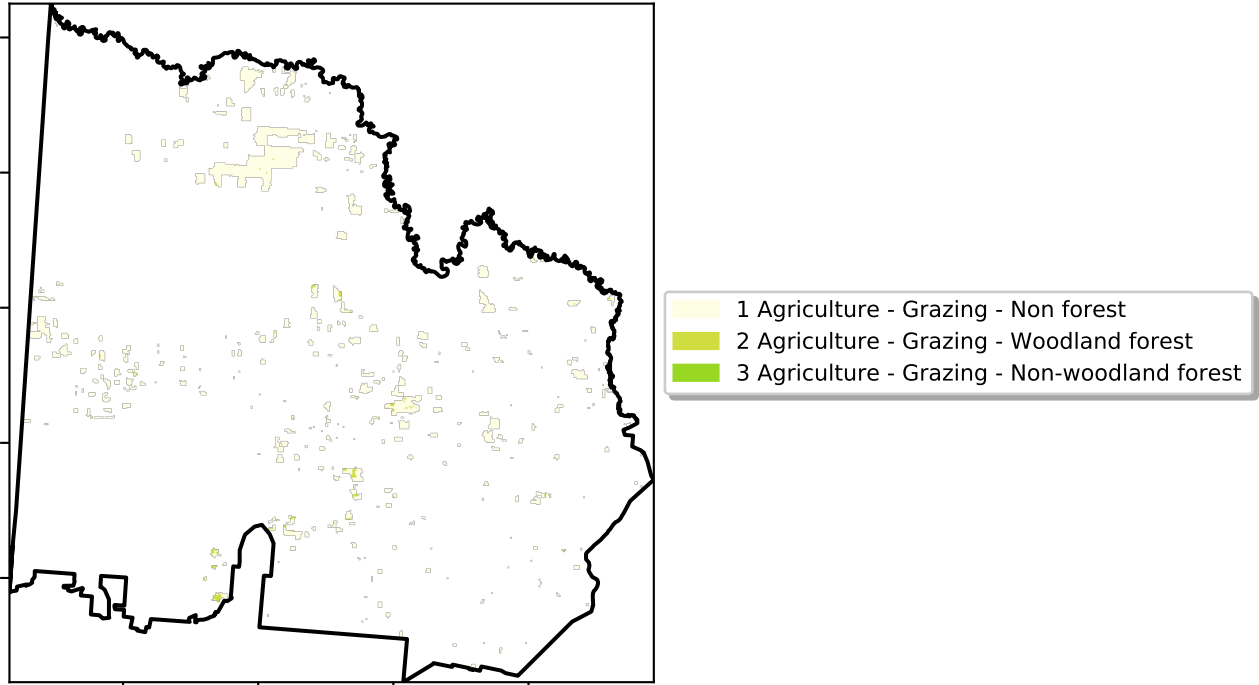 1 Agriculture - Grazing - Non forest
2 Agriculture - Grazing - Woodland forest
3 Agriculture - Grazing - Non-woodland forest